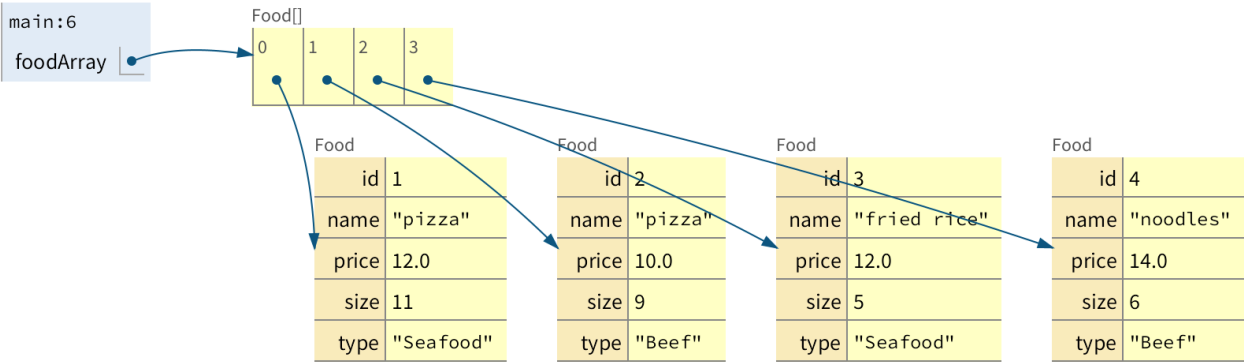 main:6
foodArray
Food[]
0 1 2 3
Food
id 1
name "pizza"
price 12.0
size 11
type "Seafood"
Food
id 2
name "pizza"
price 10.0
size 9
type "Beef"
Food
id 3
name "fried rice"
price 12.0
size 5
type "Seafood"
Food
id 4
name "noodles"
price 14.0
size 6
type "Beef"